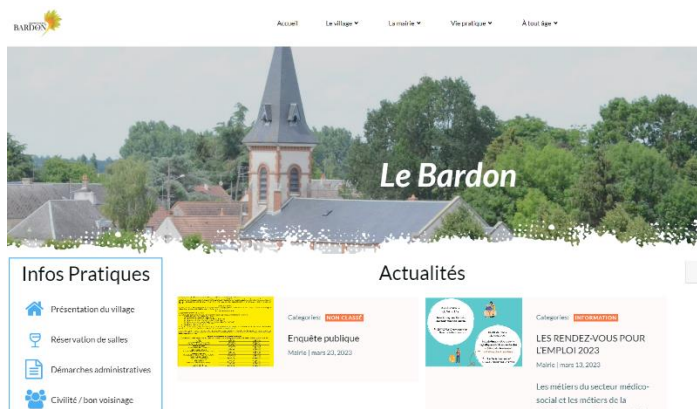 BARDON
Accueil
Le village
La mairie
Vie pratique
À tout âge
Le Bardon
Infos Pratiques
Présentation du village
Réservation de salles
Démarches administratives
Civilité / bon voisinage
Actualités
Catégories: NON CLASSÉ
Enquête publique
Mairie | mars 23, 2023
Catégories: INFORMATION
LES RENDEZ-VOUS POUR
L'EMPLOI 2023
Mairie | mars 13, 2023
Les métiers du secteur médico-
social et les métiers de la